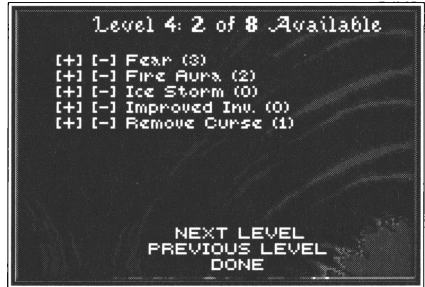 Level 4: 2 of 8 Available
[+] [-] Fear (3)
[+] [-] Fire Aura (2)
[+] [-] Ice Storm (0)
[+] [-] Improved Inv. (0)
[+] [-] Remove Curse (1)
NEXT LEVEL
PREVIOUS LEVEL
DONE